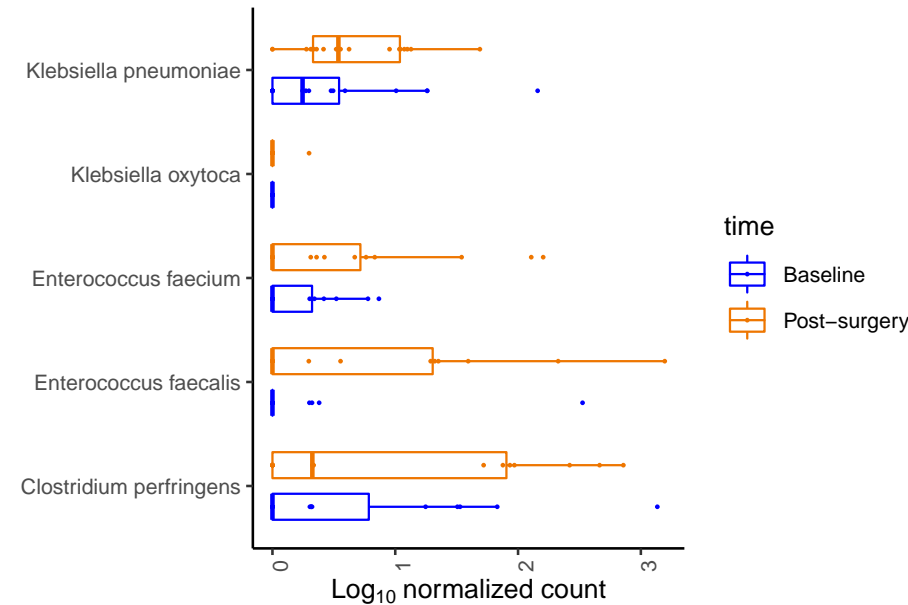 Klebsiella pneumoniae
Klebsiella oxytoca
Enterococcus faecium
Enterococcus faecalis
Clostridium perfringens
0
1
2
3
Log₁₀ normalized count
time
Baseline
Post−surgery